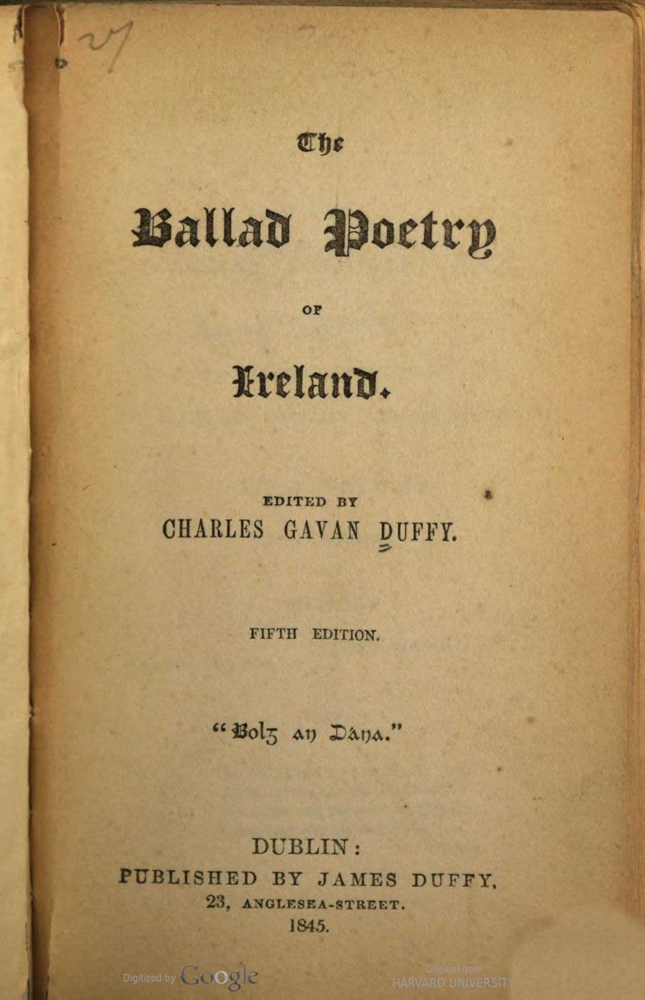 The
Ballad Poetry
OF
Ireland.
EDITED BY
CHARLES GAVAN DUFFY.
FIFTH EDITION.
“Bolg an Dána.”
DUBLIN:
PUBLISHED BY JAMES DUFFY,
23, ANGLESEA-STREET.
1845.
Digitized by Google
Original from
HARVARD UNIVERSITY